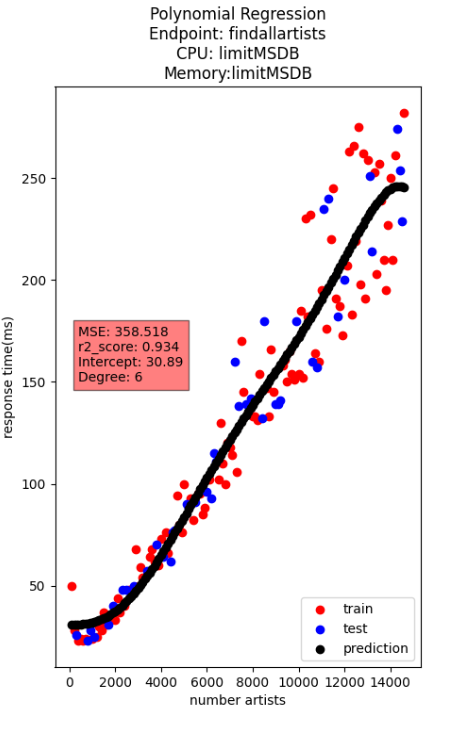 Polynomial Regression
Endpoint: findallartists
CPU: limitMSDB
Memory:limitMSDB
250
200
150
100
50
response time(ms)
MSE: 358.518
r2_score: 0.934
Intercept: 30.89
Degree: 6
train
test
prediction
0 2000 4000 6000 8000 10000 12000 14000
number artists